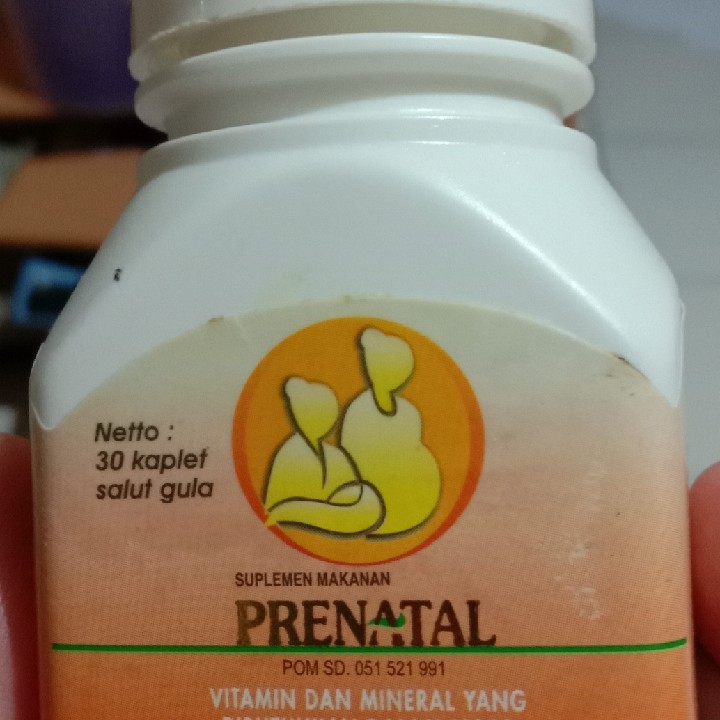 Netto :
30 kaplet
salut gula
SUPLEMEN MAKANAN
PRENATAL
POM SD. 051 521 991
VITAMIN DAN MINERAL YANG